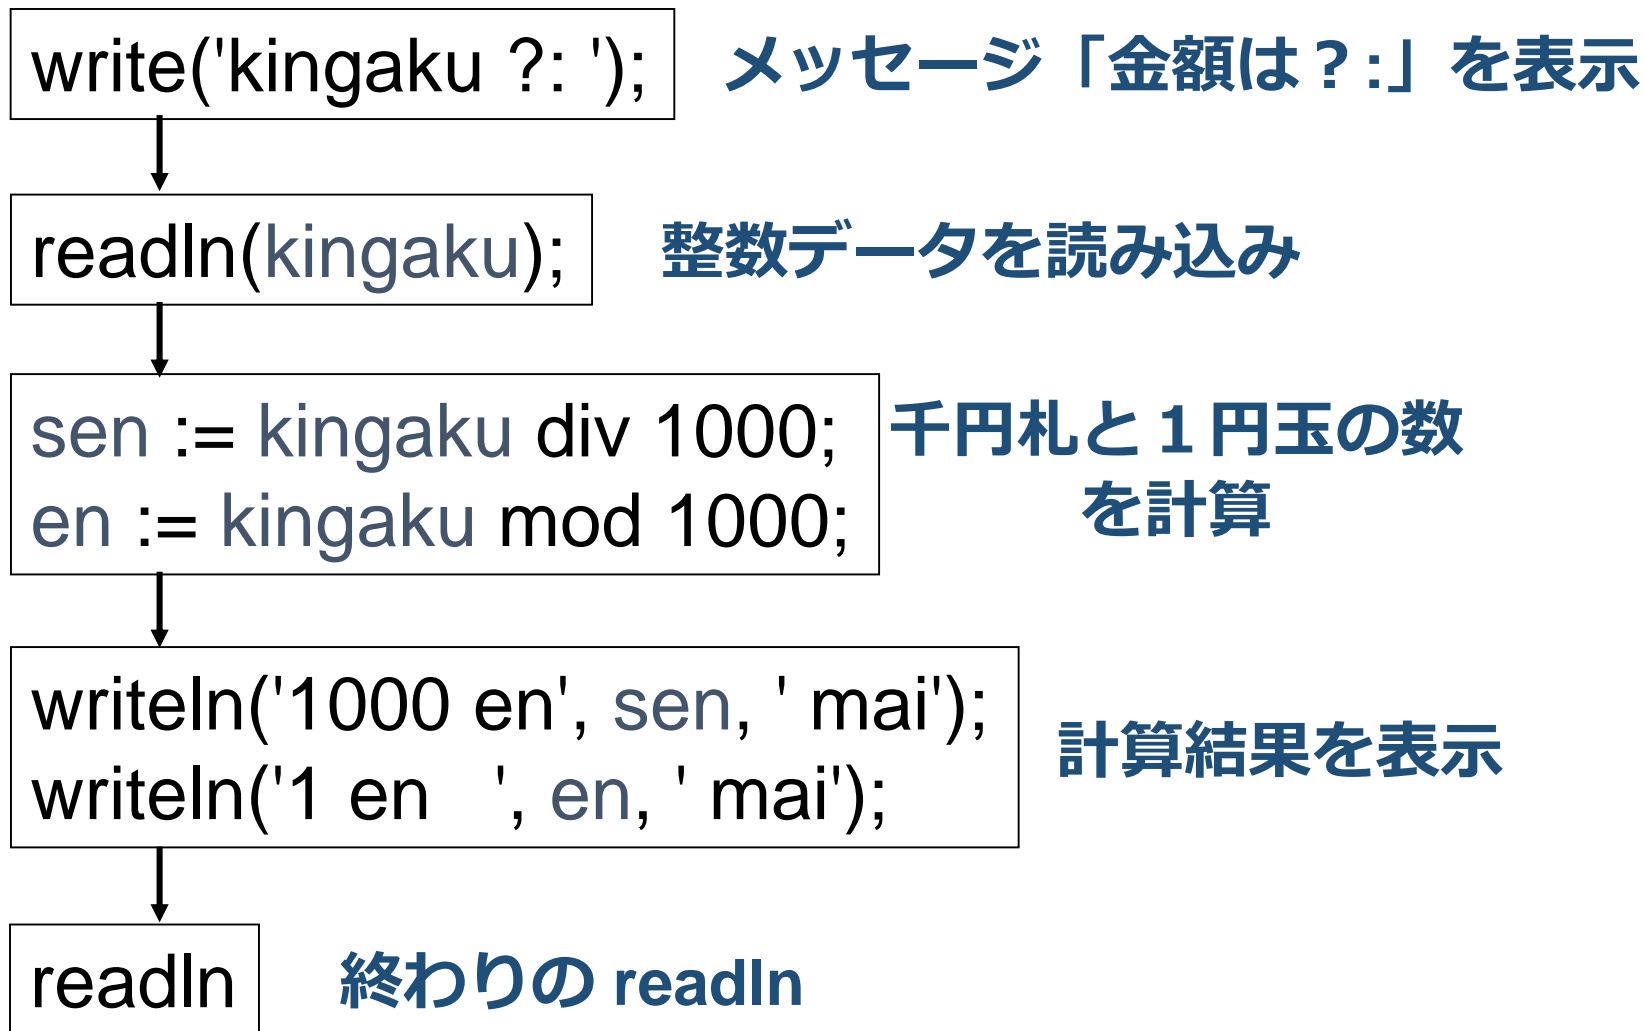 write('kingaku ?: ');
メッセージ「金額は？:」を表示
readln(kingaku);
整数データを読み込み
sen := kingaku div 1000;
en := kingaku mod 1000;
千円札と１円玉の数
を計算
writeln('1000 en', sen, ' mai');
writeln('1 en   ', en, ' mai');
計算結果を表示
readln
終わりの readln